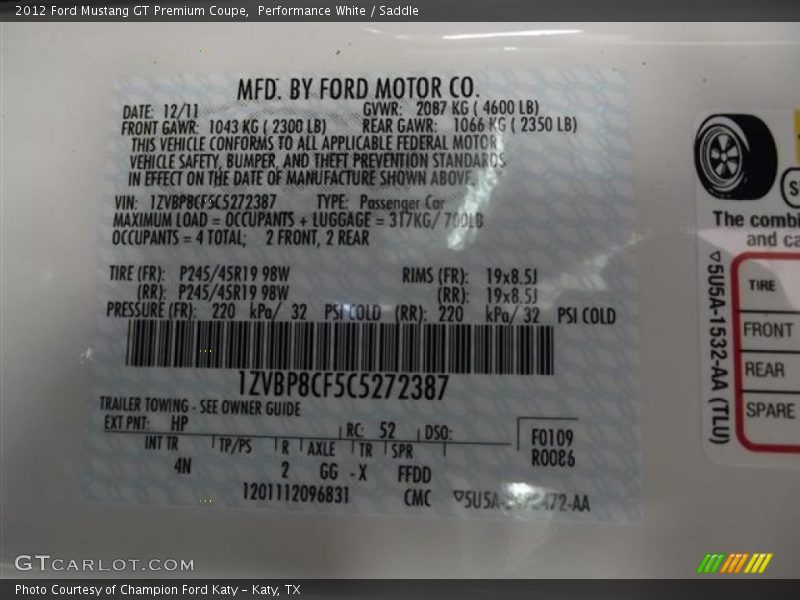 2012 Ford Mustang GT Premium Coupe,  Performance White / Saddle
MFD. BY FORD MOTOR CO.
DATE: 12/11 GVWR: 2087 KG ( 4600 LB)
FRONT GAWR: 1043 KG ( 2300 LB) REAR GAWR: 1066 KG ( 2350 LB)
THIS VEHICLE CONFORMS TO ALL APPLICABLE FEDERAL MOTOR
VEHICLE SAFETY, BUMPER, AND THEFT PREVENTION STANDARDS
IN EFFECT ON THE DATE OF MANUFACTURE SHOWN ABOVE.
VIN: 1ZVBP8CF5C5272387 TYPE: Passenger Car
MAXIMUM LOAD = OCCUPANTS + LUGGAGE = 317KG/ 700LB
OCCUPANTS = 4 TOTAL; 2 FRONT, 2 REAR
TIRE (FR): P245/45R19 98W RIMS (FR): 19x8.5J
(RR): P245/45R19 98W (RR): 19x8.5J
PRESSURE (FR): 220 kPa/ 32 PSI COLD (RR): 220 kPa/ 32 PSI COLD
1ZVBP8CF5C5272387
TRAILER TOWING - SEE OWNER GUIDE
EXT PNT: HP RC: 52 DSO: F0109
INT TR TP/PS R AXLE TR SPR R0086
4N 2 GG -X FFDD
1201112096831 CMC 5U5A- 472-AA
The combi
and ca
5U5A-1532-AA (TLU)
TIRE
FRONT
REAR
SPARE
GTCARLOT.COM
Photo Courtesy of Champion Ford Katy - Katy, TX